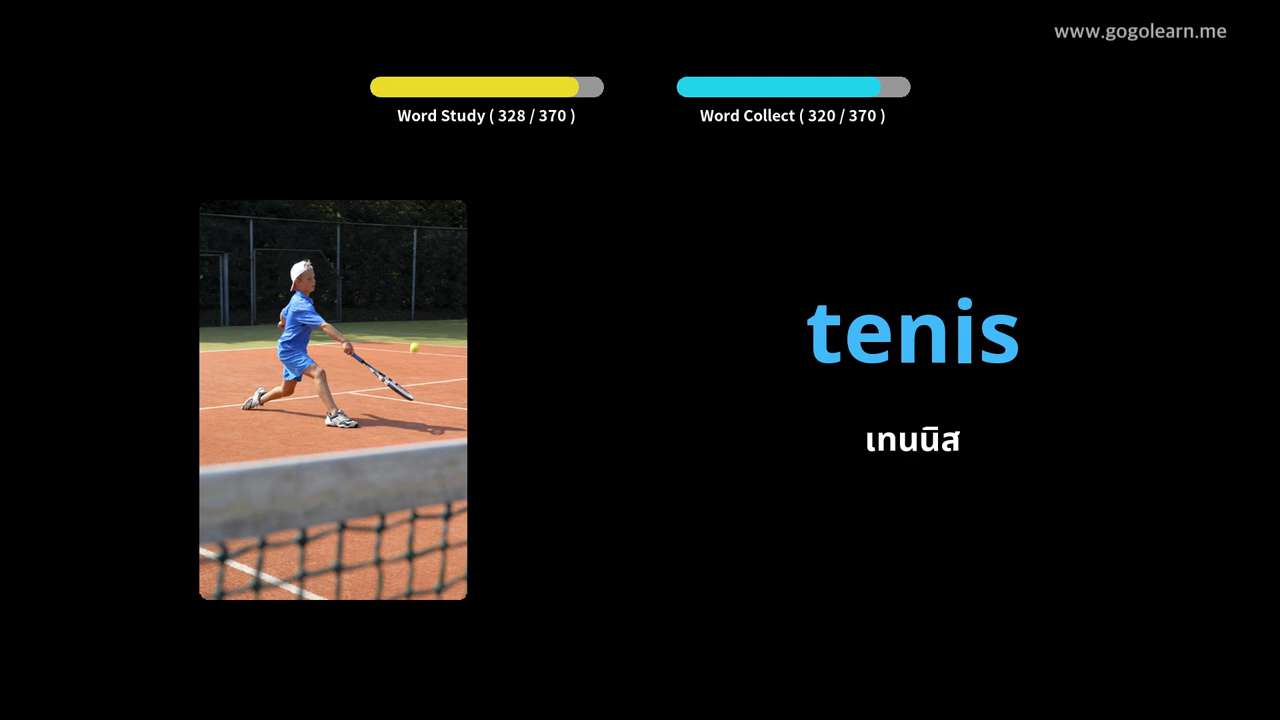 www.gogolearn.me
Word Study ( 328 / 370 )
Word Collect ( 320 / 370 )
tenis
เทนนิส